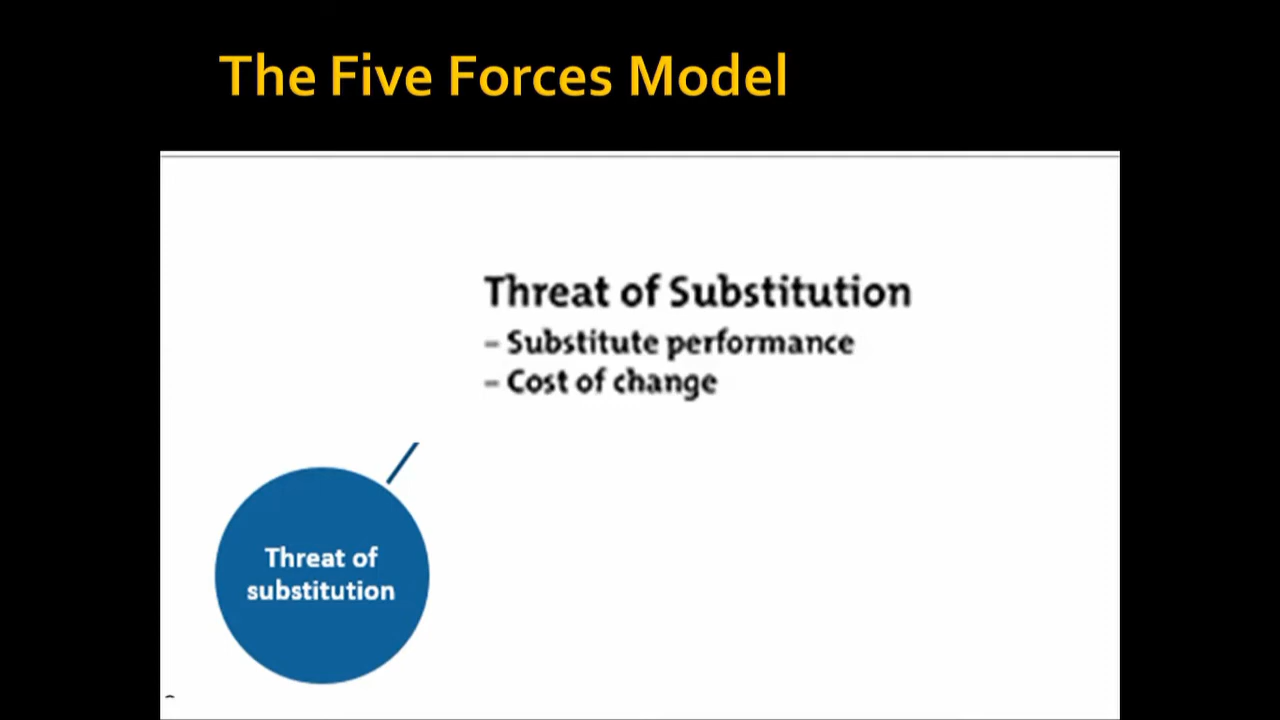 The Five Forces Model
Threat of Substitution
– Substitute performance
– Cost of change
Threat of
substitution